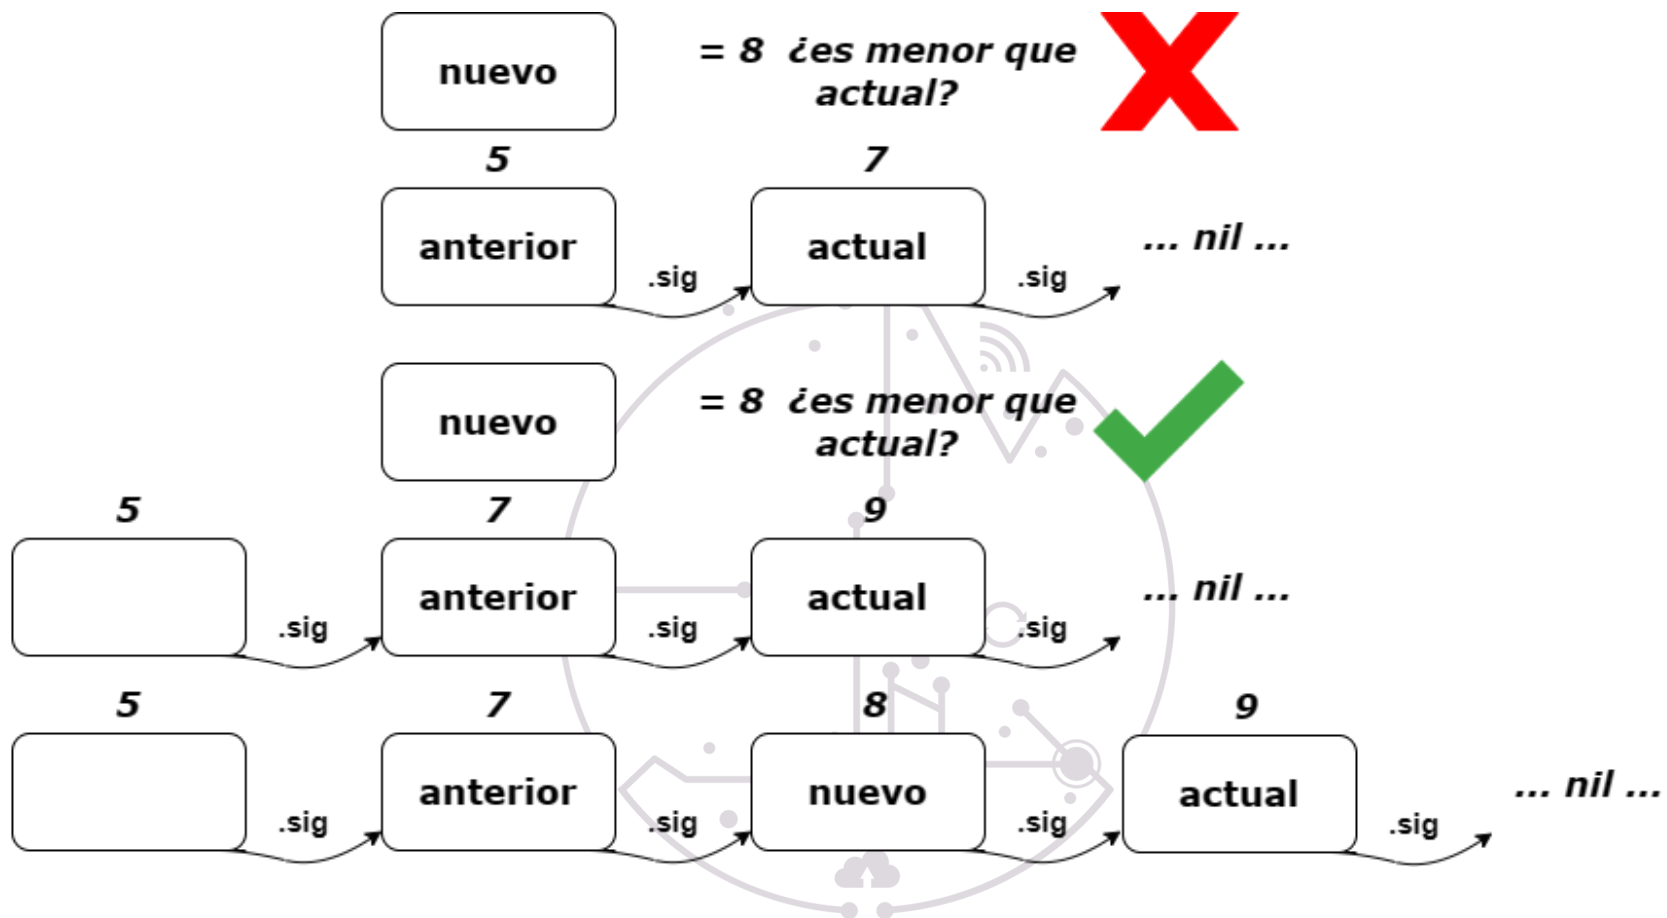 nuevo
= 8 ¿es menor que
actual?
5
7
anterior
actual
... nil ...
.sig
.sig
nuevo
= 8 ¿es menor que
actual?
5
7
9
anterior
actual
... nil ...
.sig
.sig
.sig
5
7
8
9
anterior
nuevo
actual
... nil ...
.sig
.sig
.sig
.sig